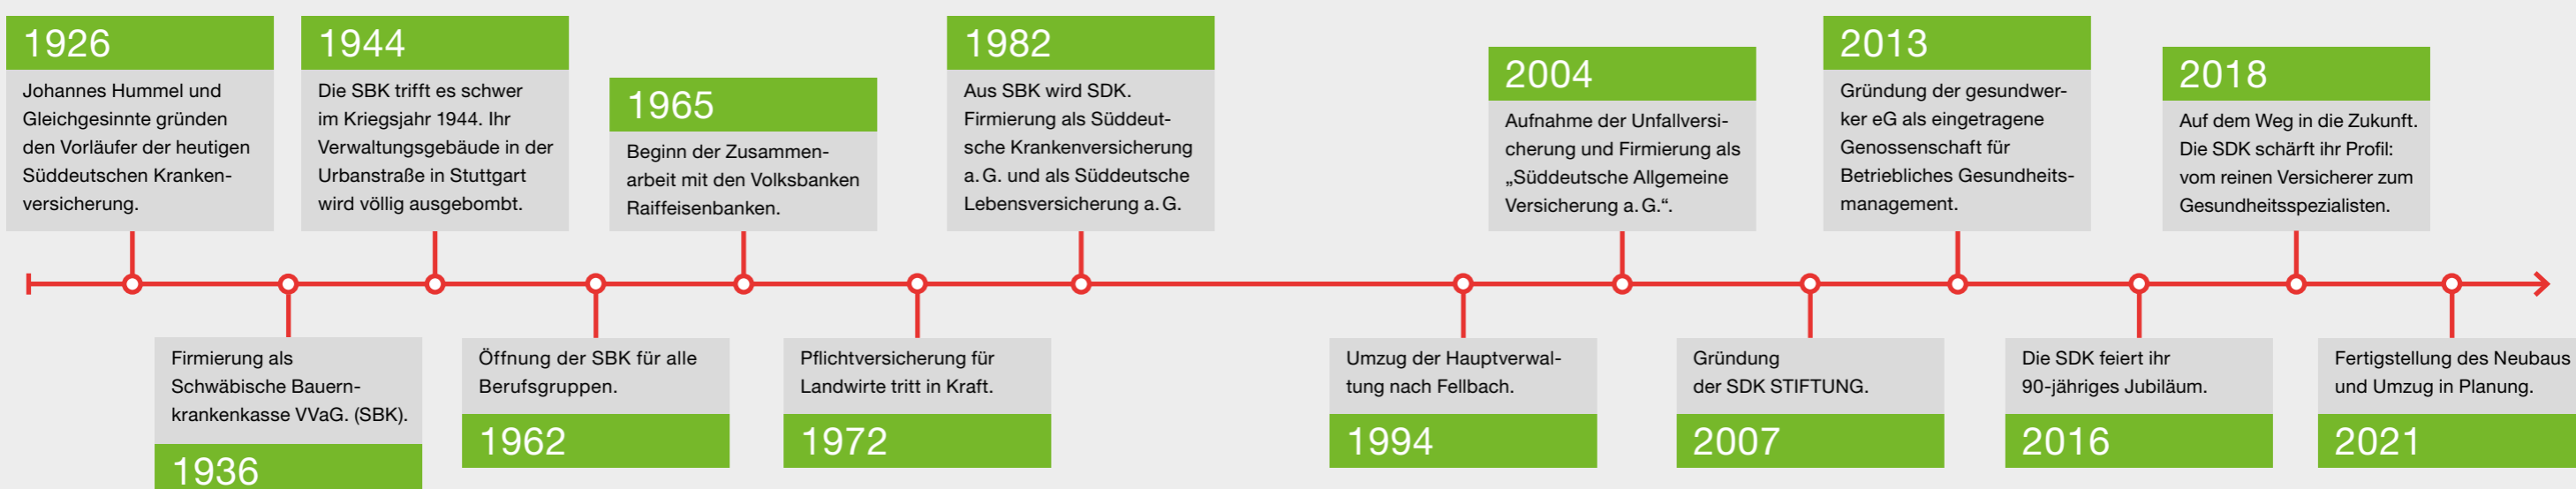 1926
Johannes Hummel und
Gleichgesinnte gründen
den Vorläufer der heutigen
Süddeutschen Kranken-
versicherung.
1944
Die SBK trifft es schwer
im Kriegsjahr 1944. Ihr
Verwaltungsgebäude in der
Urbanstraße in Stuttgart
wird völlig ausgebombt.
1965
Beginn der Zusammen-
arbeit mit den Volksbanken
Raiffeisenbanken.
1982
Aus SBK wird SDK.
Firmierung als Süddeut-
sche Krankenversicherung
a. G. und als Süddeutsche
Lebensversicherung a. G.
2004
Aufnahme der Unfallversi-
cherung und Firmierung als
„Süddeutsche Allgemeine
Versicherung a. G.“.
2013
Gründung der gesundwer-
ker eG als eingetragene
Genossenschaft für
Betriebliches Gesundheits-
management.
2018
Auf dem Weg in die Zukunft.
Die SDK schärft ihr Profil:
vom reinen Versicherer zum
Gesundheitsspezialisten.
Firmierung als
Schwäbische Bauern-
krankenkasse VVaG. (SBK).
1936
Öffnung der SBK für alle
Berufsgruppen.
1962
Pflichtversicherung für
Landwirte tritt in Kraft.
1972
Umzug der Hauptverwal-
tung nach Fellbach.
1994
Gründung
der SDK STIFTUNG.
2007
Die SDK feiert ihr
90-jähriges Jubiläum.
2016
Fertigstellung des Neubaus
und Umzug in Planung.
2021